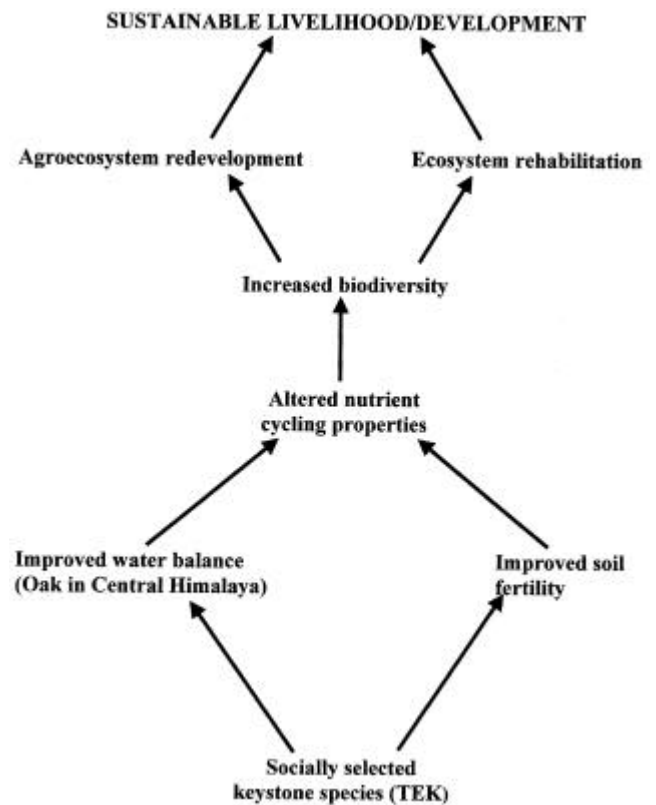 SUSTAINABLE LIVELIHOOD/DEVELOPMENT
Agroecosystem redevelopment
Ecosystem rehabilitation
Increased biodiversity
Altered nutrient
cycling properties
Improved water balance
(Oak in Central Himalaya)
Improved soil
fertility
Socially selected
keystone species (TEK)